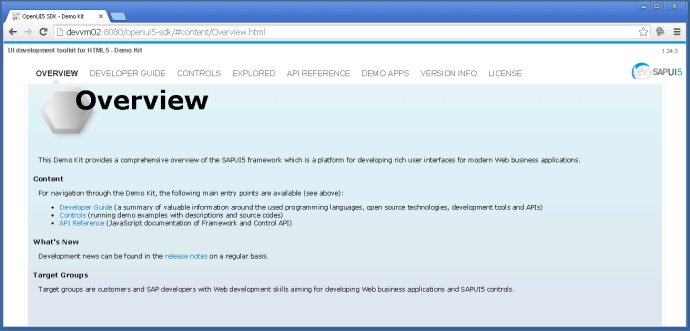 OpenUI5 SDK - Demo Kit
devvm02:8080/openui5-sdk/#content/Overview.html
UI development toolkit for HTML5 - Demo Kit
1.24.3
OVERVIEW DEVELOPER GUIDE CONTROLS EXPLORED API REFERENCE DEMO APPS VERSION INFO LICENSE
SAPUI5
Overview
This Demo Kit provides a comprehensive overview of the SAPUI5 framework which is a platform for developing rich user interfaces for modern Web business applications.
Content
For navigation through the Demo Kit, the following main entry points are available (see above):
• Developer Guide (a summary of valuable information around the used programming languages, open source technologies, development tools and APIs)
• Controls (running demo examples with descriptions and source codes)
• API Reference (JavaScript documentation of Framework and Control API)
What's New
Development news can be found in the release notes on a regular basis.
Target Groups
Target groups are customers and SAP developers with Web development skills aiming for developing Web business applications and SAPUI5 controls.